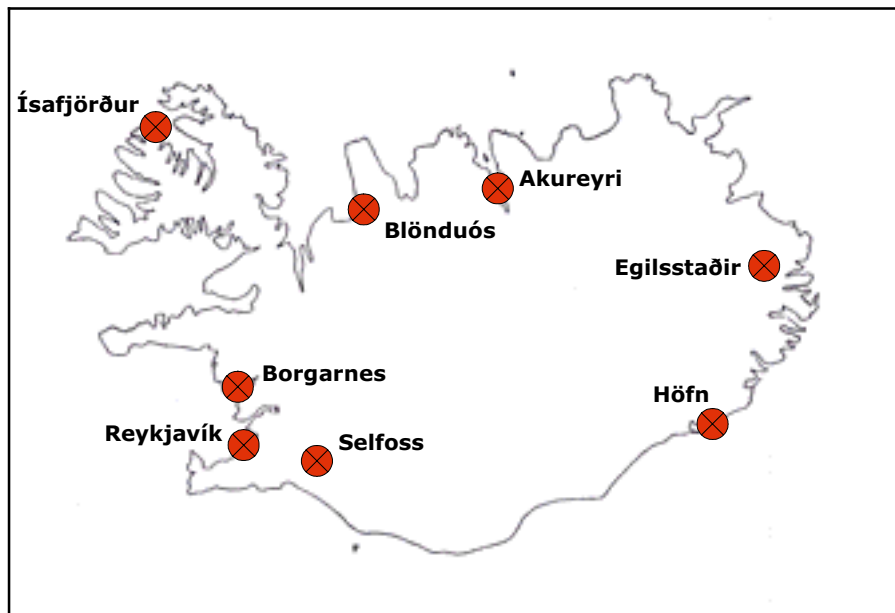 Ísafjörður
Akureyri
Blönduós
Egilsstaðir
Borgarnes
Höfn
Reykjavík
Selfoss